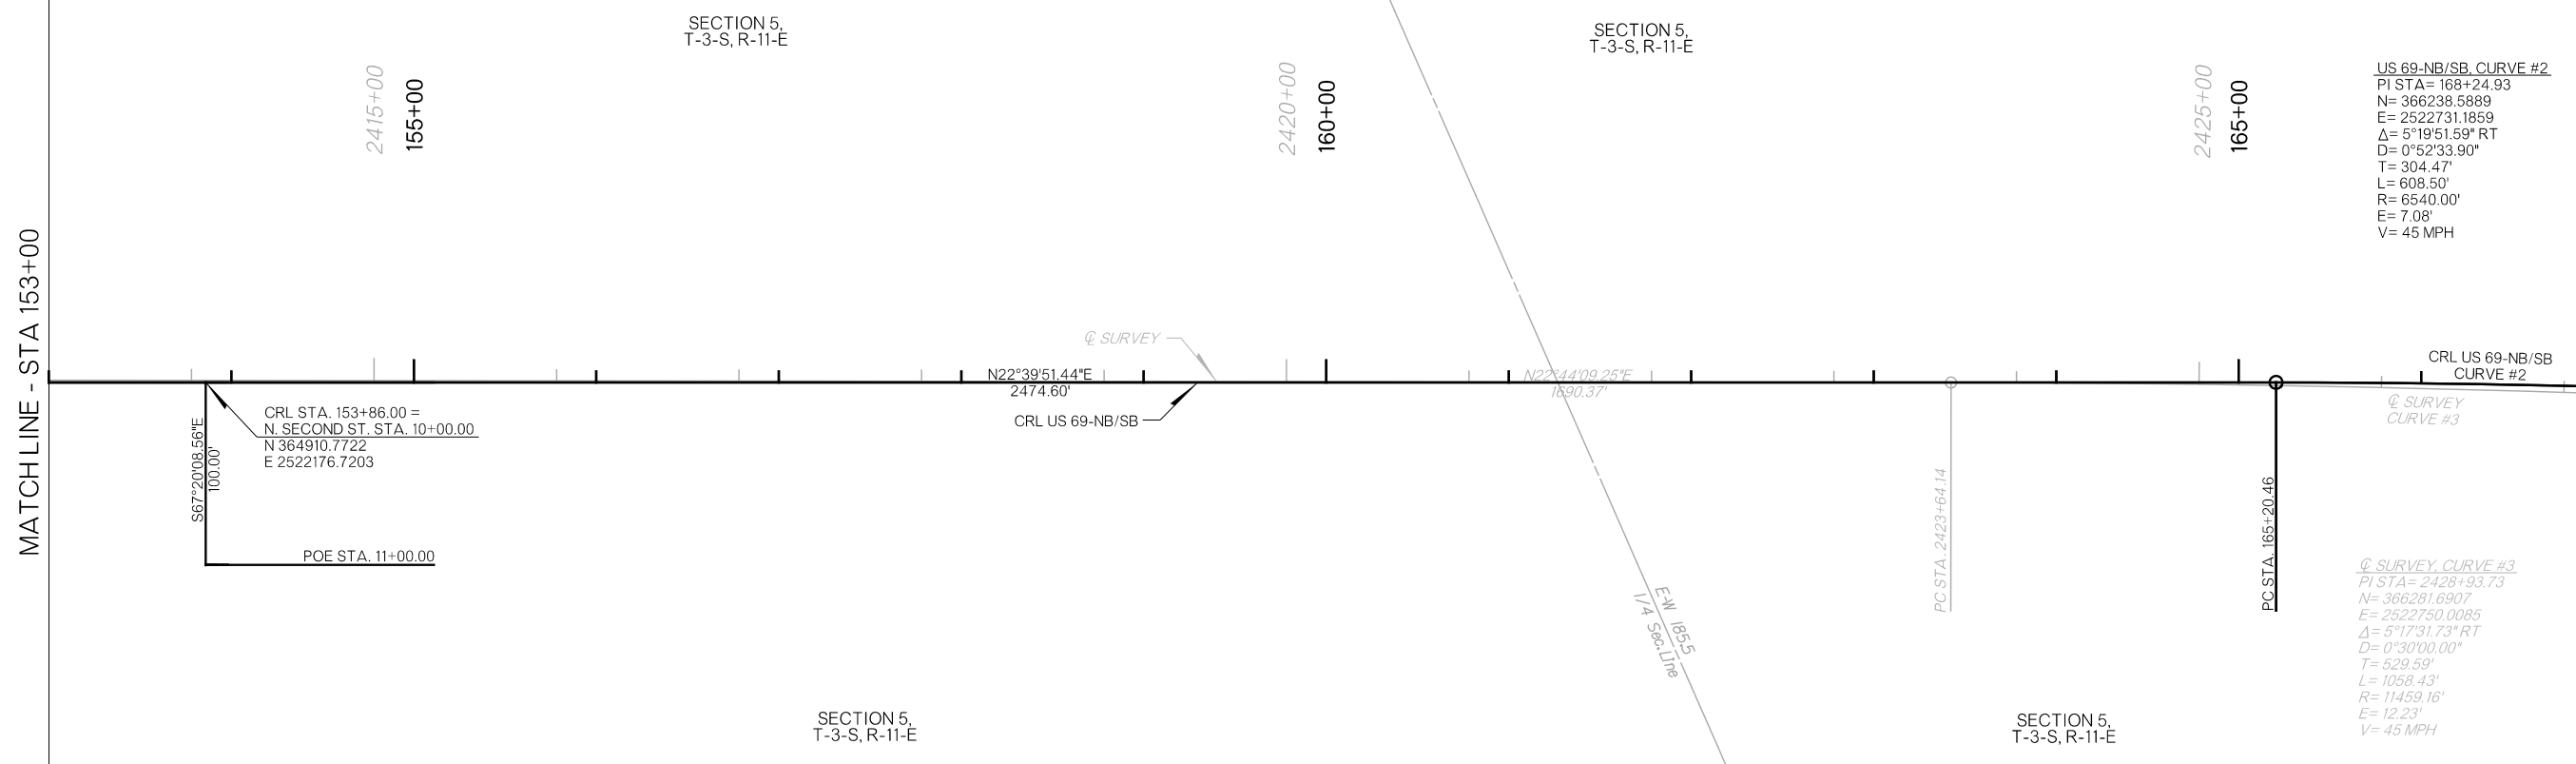 SECTION 5,
T-3-S, R-11-E
SECTION 5,
T-3-S, R-11-E
2415+00
155+00
2420+00
160+00
2425+00
165+00
US 69-NB/SB, CURVE #2
PI STA= 168+24.93
N= 366238.5889
E= 2522731.1859
Δ= 5°19'51.59" RT
D= 0°52'33.90"
T= 304.47'
L= 608.50'
R= 6540.00'
E= 7.08'
V= 45 MPH
MATCH LINE - STA 153+00
℄ SURVEY
N22°39'51.44"E
2474.60'
CRL US 69-NB/SB
N22°44'09.25"E
1690.37'
CRL US 69-NB/SB
CURVE #2
℄ SURVEY
CURVE #3
CRL STA. 153+86.00 =
N. SECOND ST. STA. 10+00.00
N 364910.7722
E 2522176.7203
S67°20'08.56"E
100.00'
POE STA. 11+00.00
PC STA. 2423+64.14
PC STA. 165+20.46
E-W 185.5
1/4 Sec.Line
℄ SURVEY, CURVE #3
PI STA= 2428+93.73
N= 366281.6907
E= 2522750.0085
Δ= 5°17'31.73" RT
D= 0°30'00.00"
T= 529.59'
L= 1058.43'
R= 11459.16'
E= 12.23'
V= 45 MPH
SECTION 5,
T-3-S, R-11-E
SECTION 5,
T-3-S, R-11-E